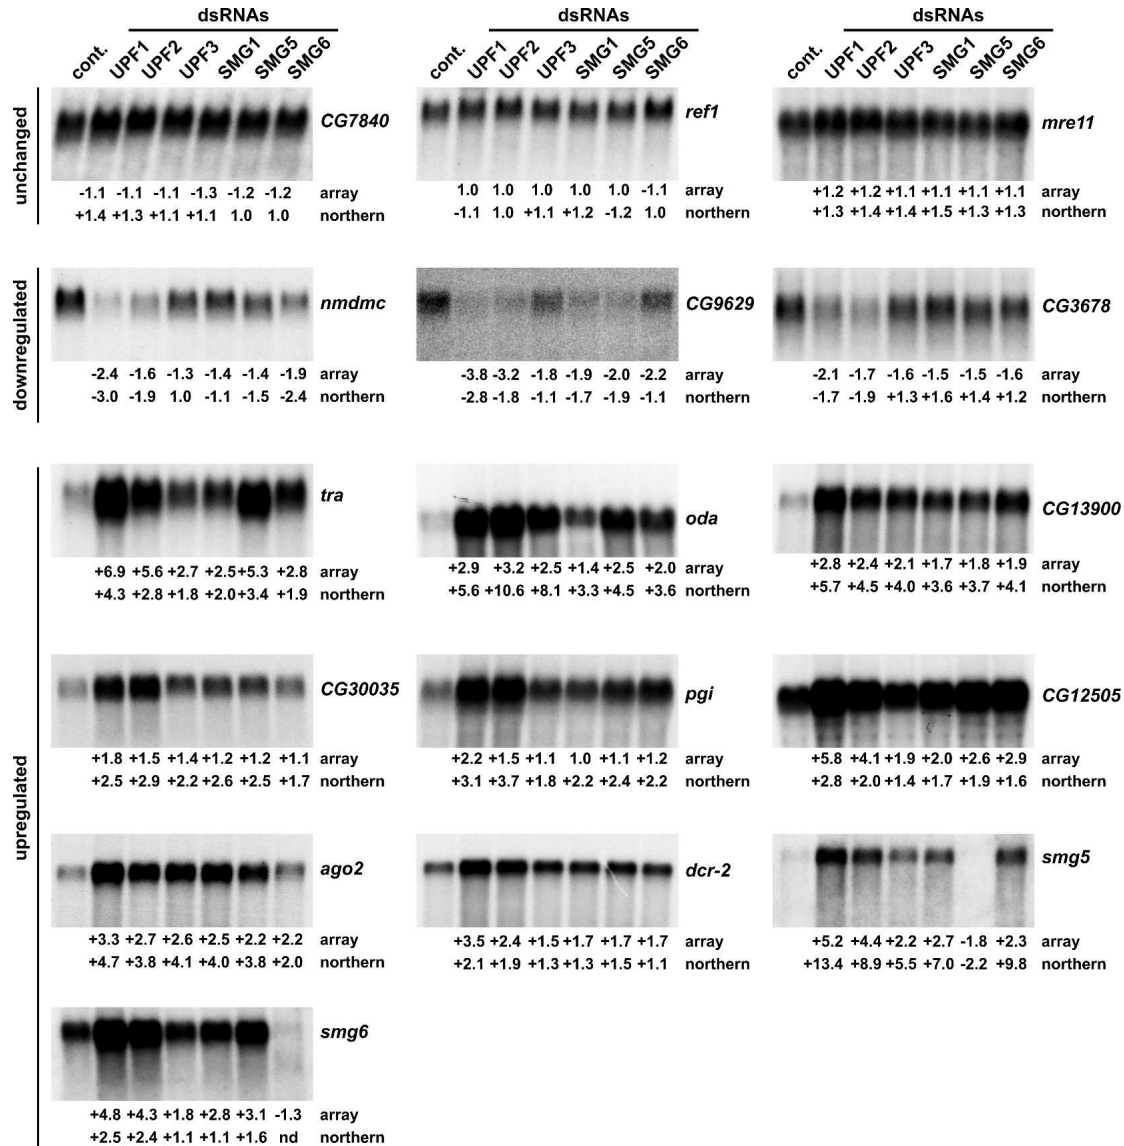 dsRNAs dsRNAs dsRNAs
cont. UPF1 UPF2 UPF3 SMG1 SMG5 SMG6 cont. UPF1 UPF2 UPF3 SMG1 SMG5 SMG6 cont. UPF1 UPF2 UPF3 SMG1 SMG5 SMG6
unchanged
CG7840 ref1 mre11
-1.1 -1.1 -1.1 -1.3 -1.2 -1.2 array 1.0 1.0 1.0 1.0 1.0 -1.1 array +1.2 +1.2 +1.1 +1.1 +1.1 +1.1 array
+1.4 +1.3 +1.1 +1.1 1.0 1.0 northern -1.1 1.0 +1.1 +1.2 -1.2 1.0 northern +1.3 +1.4 +1.4 +1.5 +1.3 +1.3 northern
downregulated
nmdmc CG9629 CG3678
-2.4 -1.6 -1.3 -1.4 -1.4 -1.9 array -3.8 -3.2 -1.8 -1.9 -2.0 -2.2 array -2.1 -1.7 -1.6 -1.5 -1.5 -1.6 array
-3.0 -1.9 1.0 -1.1 -1.5 -2.4 northern -2.8 -1.8 -1.1 -1.7 -1.9 -1.1 northern -1.7 -1.9 +1.3 +1.6 +1.4 +1.2 northern
upregulated
tra oda CG13900
+6.9 +5.6 +2.7 +2.5 +5.3 +2.8 array +2.9 +3.2 +2.5 +1.4 +2.5 +2.0 array +2.8 +2.4 +2.1 +1.7 +1.8 +1.9 array
+4.3 +2.8 +1.8 +2.0 +3.4 +1.9 northern +5.6 +10.6 +8.1 +3.3 +4.5 +3.6 northern +5.7 +4.5 +4.0 +3.6 +3.7 +4.1 northern
CG30035 pgi CG12505
+1.8 +1.5 +1.4 +1.2 +1.2 +1.1 array +2.2 +1.5 +1.1 1.0 +1.1 +1.2 array +5.8 +4.1 +1.9 +2.0 +2.6 +2.9 array
+2.5 +2.9 +2.2 +2.6 +2.5 +1.7 northern +3.1 +3.7 +1.8 +2.2 +2.4 +2.2 northern +2.8 +2.0 +1.4 +1.7 +1.9 +1.6 northern
ago2 dcr-2 smg5
+3.3 +2.7 +2.6 +2.5 +2.2 +2.2 array +3.5 +2.4 +1.5 +1.7 +1.7 +1.7 array +5.2 +4.4 +2.2 +2.7 -1.8 +2.3 array
+4.7 +3.8 +4.1 +4.0 +3.8 +2.0 northern +2.1 +1.9 +1.3 +1.3 +1.5 +1.1 northern +13.4 +8.9 +5.5 +7.0 -2.2 +9.8 northern
smg6
+4.8 +4.3 +1.8 +2.8 +3.1 -1.3 array
+2.5 +2.4 +1.1 +1.1 +1.6 nd northern